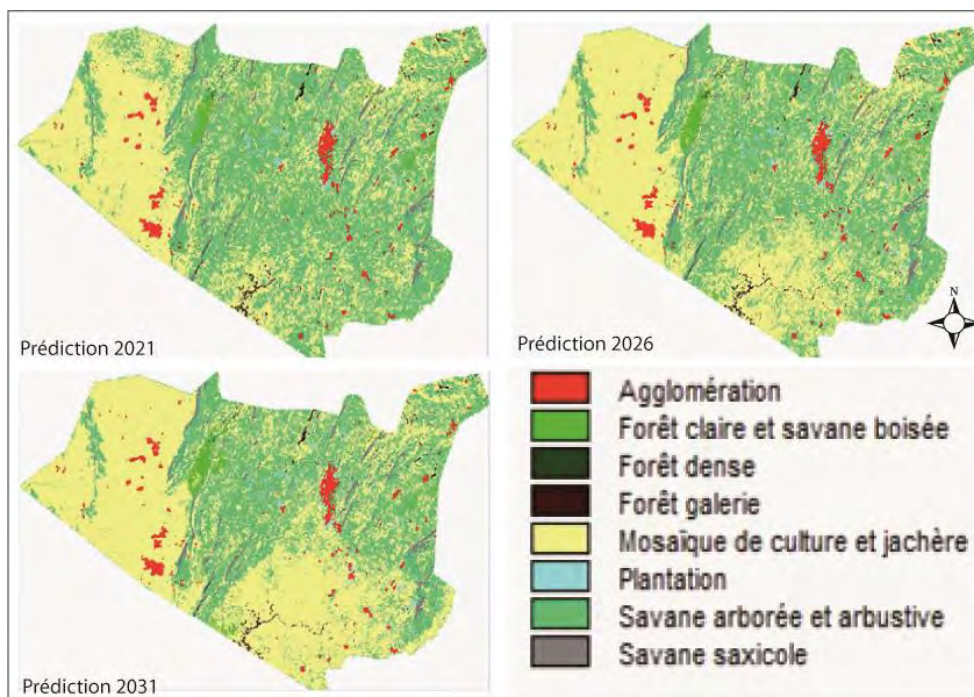 Prédiction 2021
Prédiction 2026
N
Prédiction 2031
Agglomération
Forêt claire et savane boisée
Forêt dense
Forêt galerie
Mosaïque de culture et jachère
Plantation
Savane arborée et arbustive
Savane saxicole